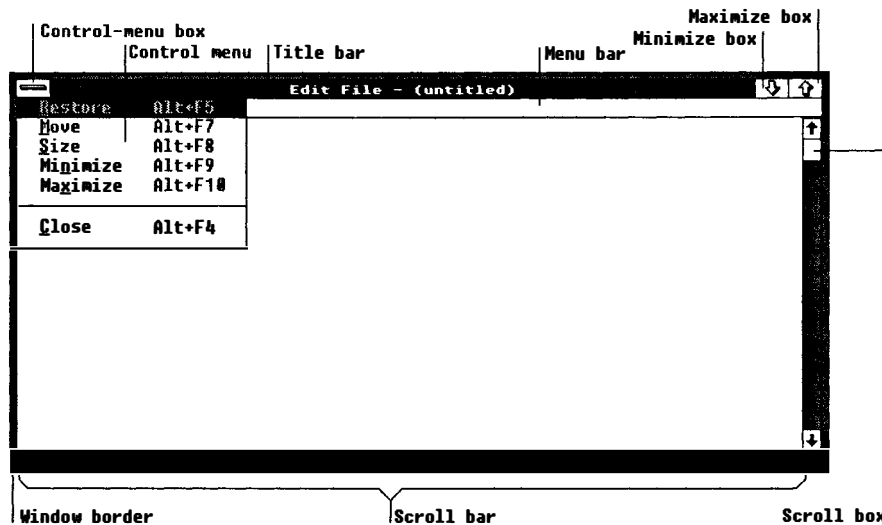 Maximize box
Control-menu box
Minimize box
Control menu
Title bar
Menu bar
Edit File - (untitled)
Restore Alt+F5
Move Alt+F7
Size Alt+F8
Minimize Alt+F9
Maximize Alt+F10
Close Alt+F4
Window border
Scroll bar
Scroll box